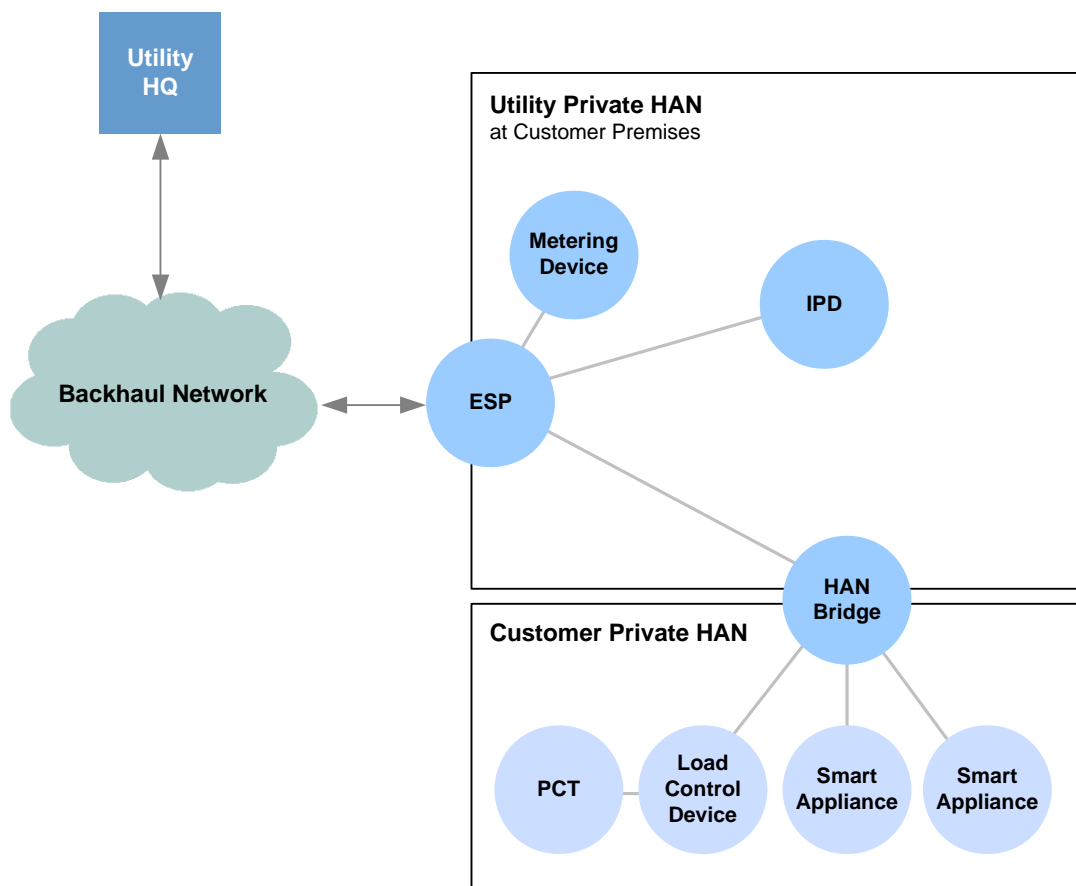 Utility
HQ
Utility Private HAN
at Customer Premises
Metering
Device
IPD
Backhaul Network
ESP
HAN
Bridge
Customer Private HAN
PCT
Load
Control
Device
Smart
Appliance
Smart
Appliance